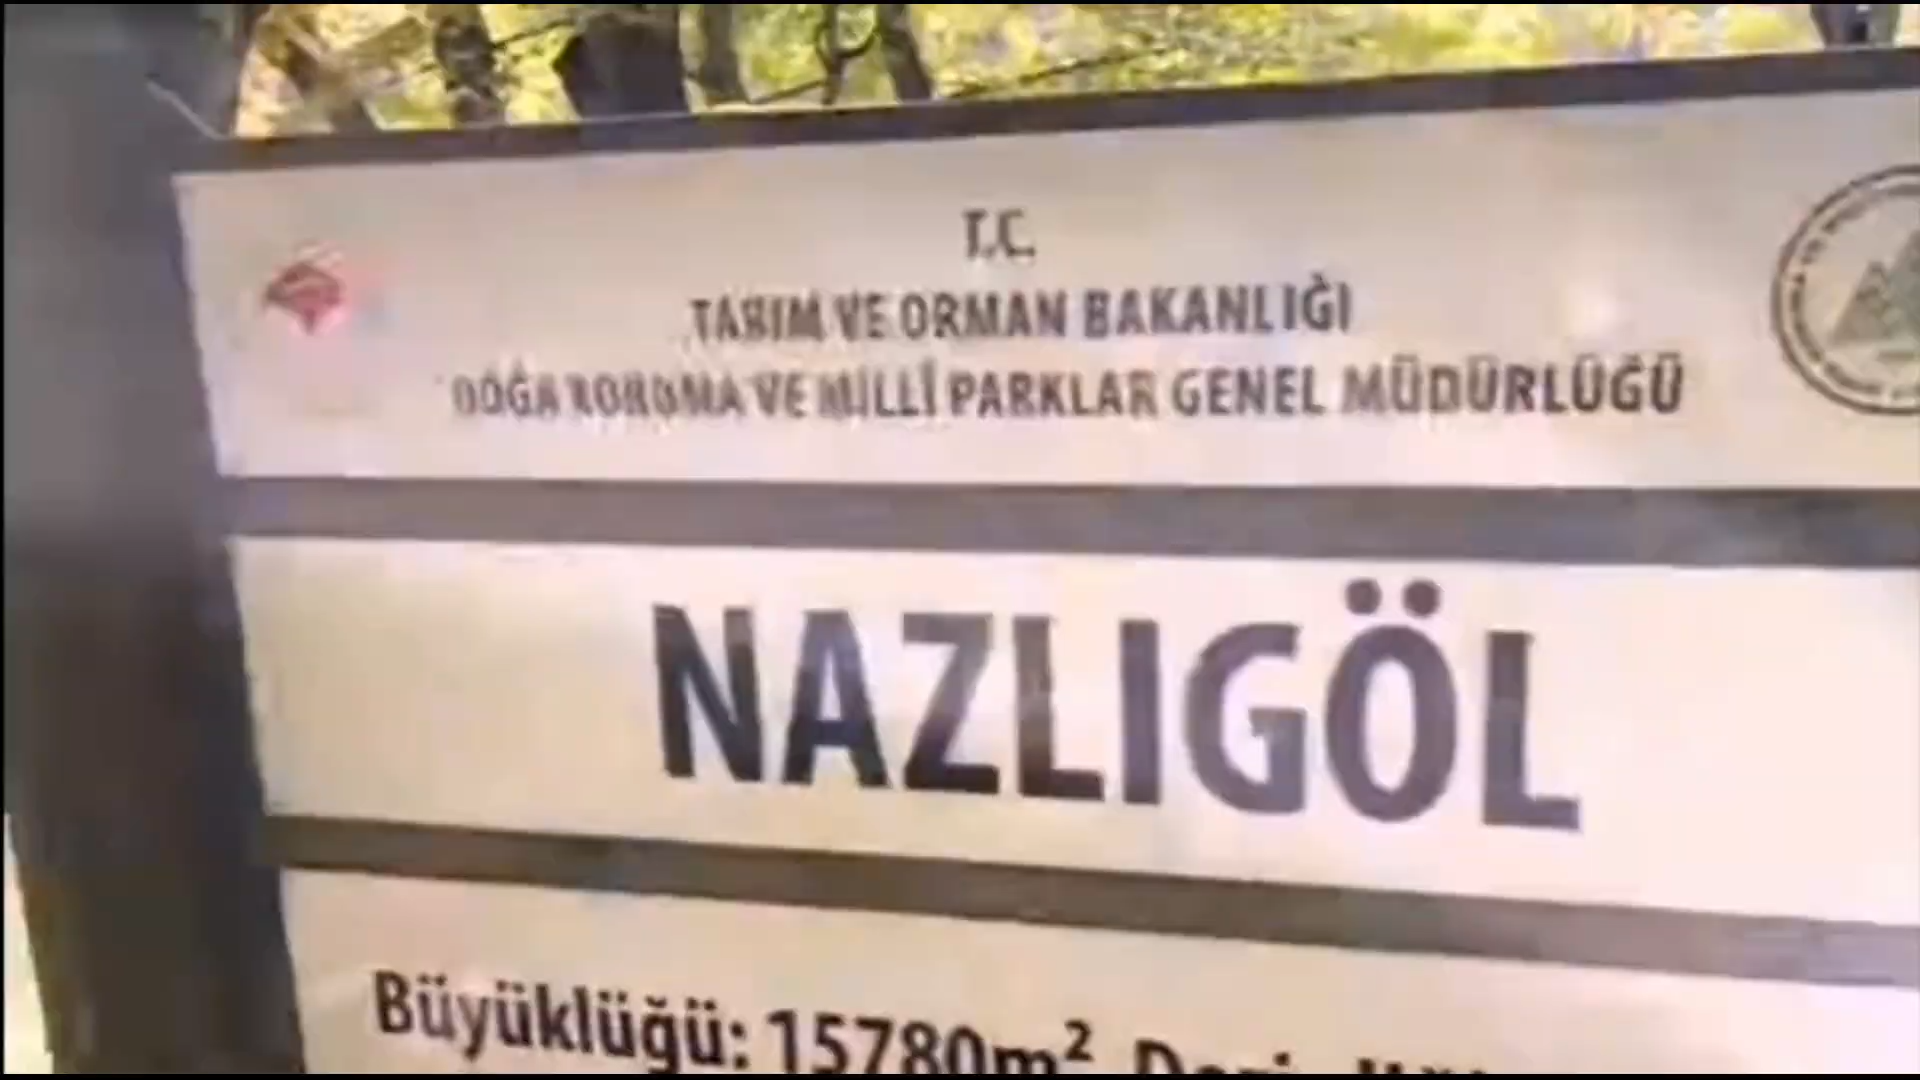 T.C.
TARIM VE ORMAN BAKANLIĞI
DOĞA KORUMA VE MİLLİ PARKLAR GENEL MÜDÜRLÜĞÜ
NAZLIGÖL
Büyüklüğü: 15780m²